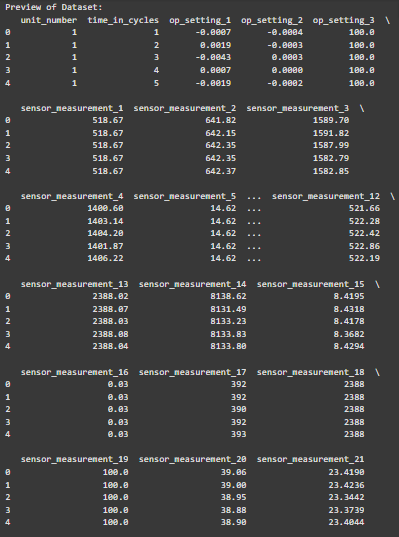 Preview of Dataset:
unit_number time_in_cycles op_setting_1 op_setting_2 op_setting_3 \
0 1 1 -0.0007 -0.0004 100.0
1 1 2 0.0019 -0.0003 100.0
2 1 3 -0.0043 0.0003 100.0
3 1 4 0.0007 0.0000 100.0
4 1 5 -0.0019 -0.0002 100.0
sensor_measurement_1 sensor_measurement_2 sensor_measurement_3 \
0 518.67 641.82 1589.70
1 518.67 642.15 1591.82
2 518.67 642.35 1587.99
3 518.67 642.35 1582.79
4 518.67 642.37 1582.85
sensor_measurement_4 sensor_measurement_5 ... sensor_measurement_12 \
0 1400.60 14.62 ... 521.66
1 1403.14 14.62 ... 522.28
2 1404.20 14.62 ... 522.42
3 1401.87 14.62 ... 522.86
4 1406.22 14.62 ... 522.19
sensor_measurement_13 sensor_measurement_14 sensor_measurement_15 \
0 2388.02 8138.62 8.4195
1 2388.07 8131.49 8.4318
2 2388.03 8133.23 8.4178
3 2388.08 8133.83 8.3682
4 2388.04 8133.80 8.4294
sensor_measurement_16 sensor_measurement_17 sensor_measurement_18 \
0 0.03 392 2388
1 0.03 392 2388
2 0.03 390 2388
3 0.03 392 2388
4 0.03 393 2388
sensor_measurement_19 sensor_measurement_20 sensor_measurement_21
0 100.0 39.06 23.4190
1 100.0 39.00 23.4236
2 100.0 38.95 23.3442
3 100.0 38.88 23.3739
4 100.0 38.90 23.4044